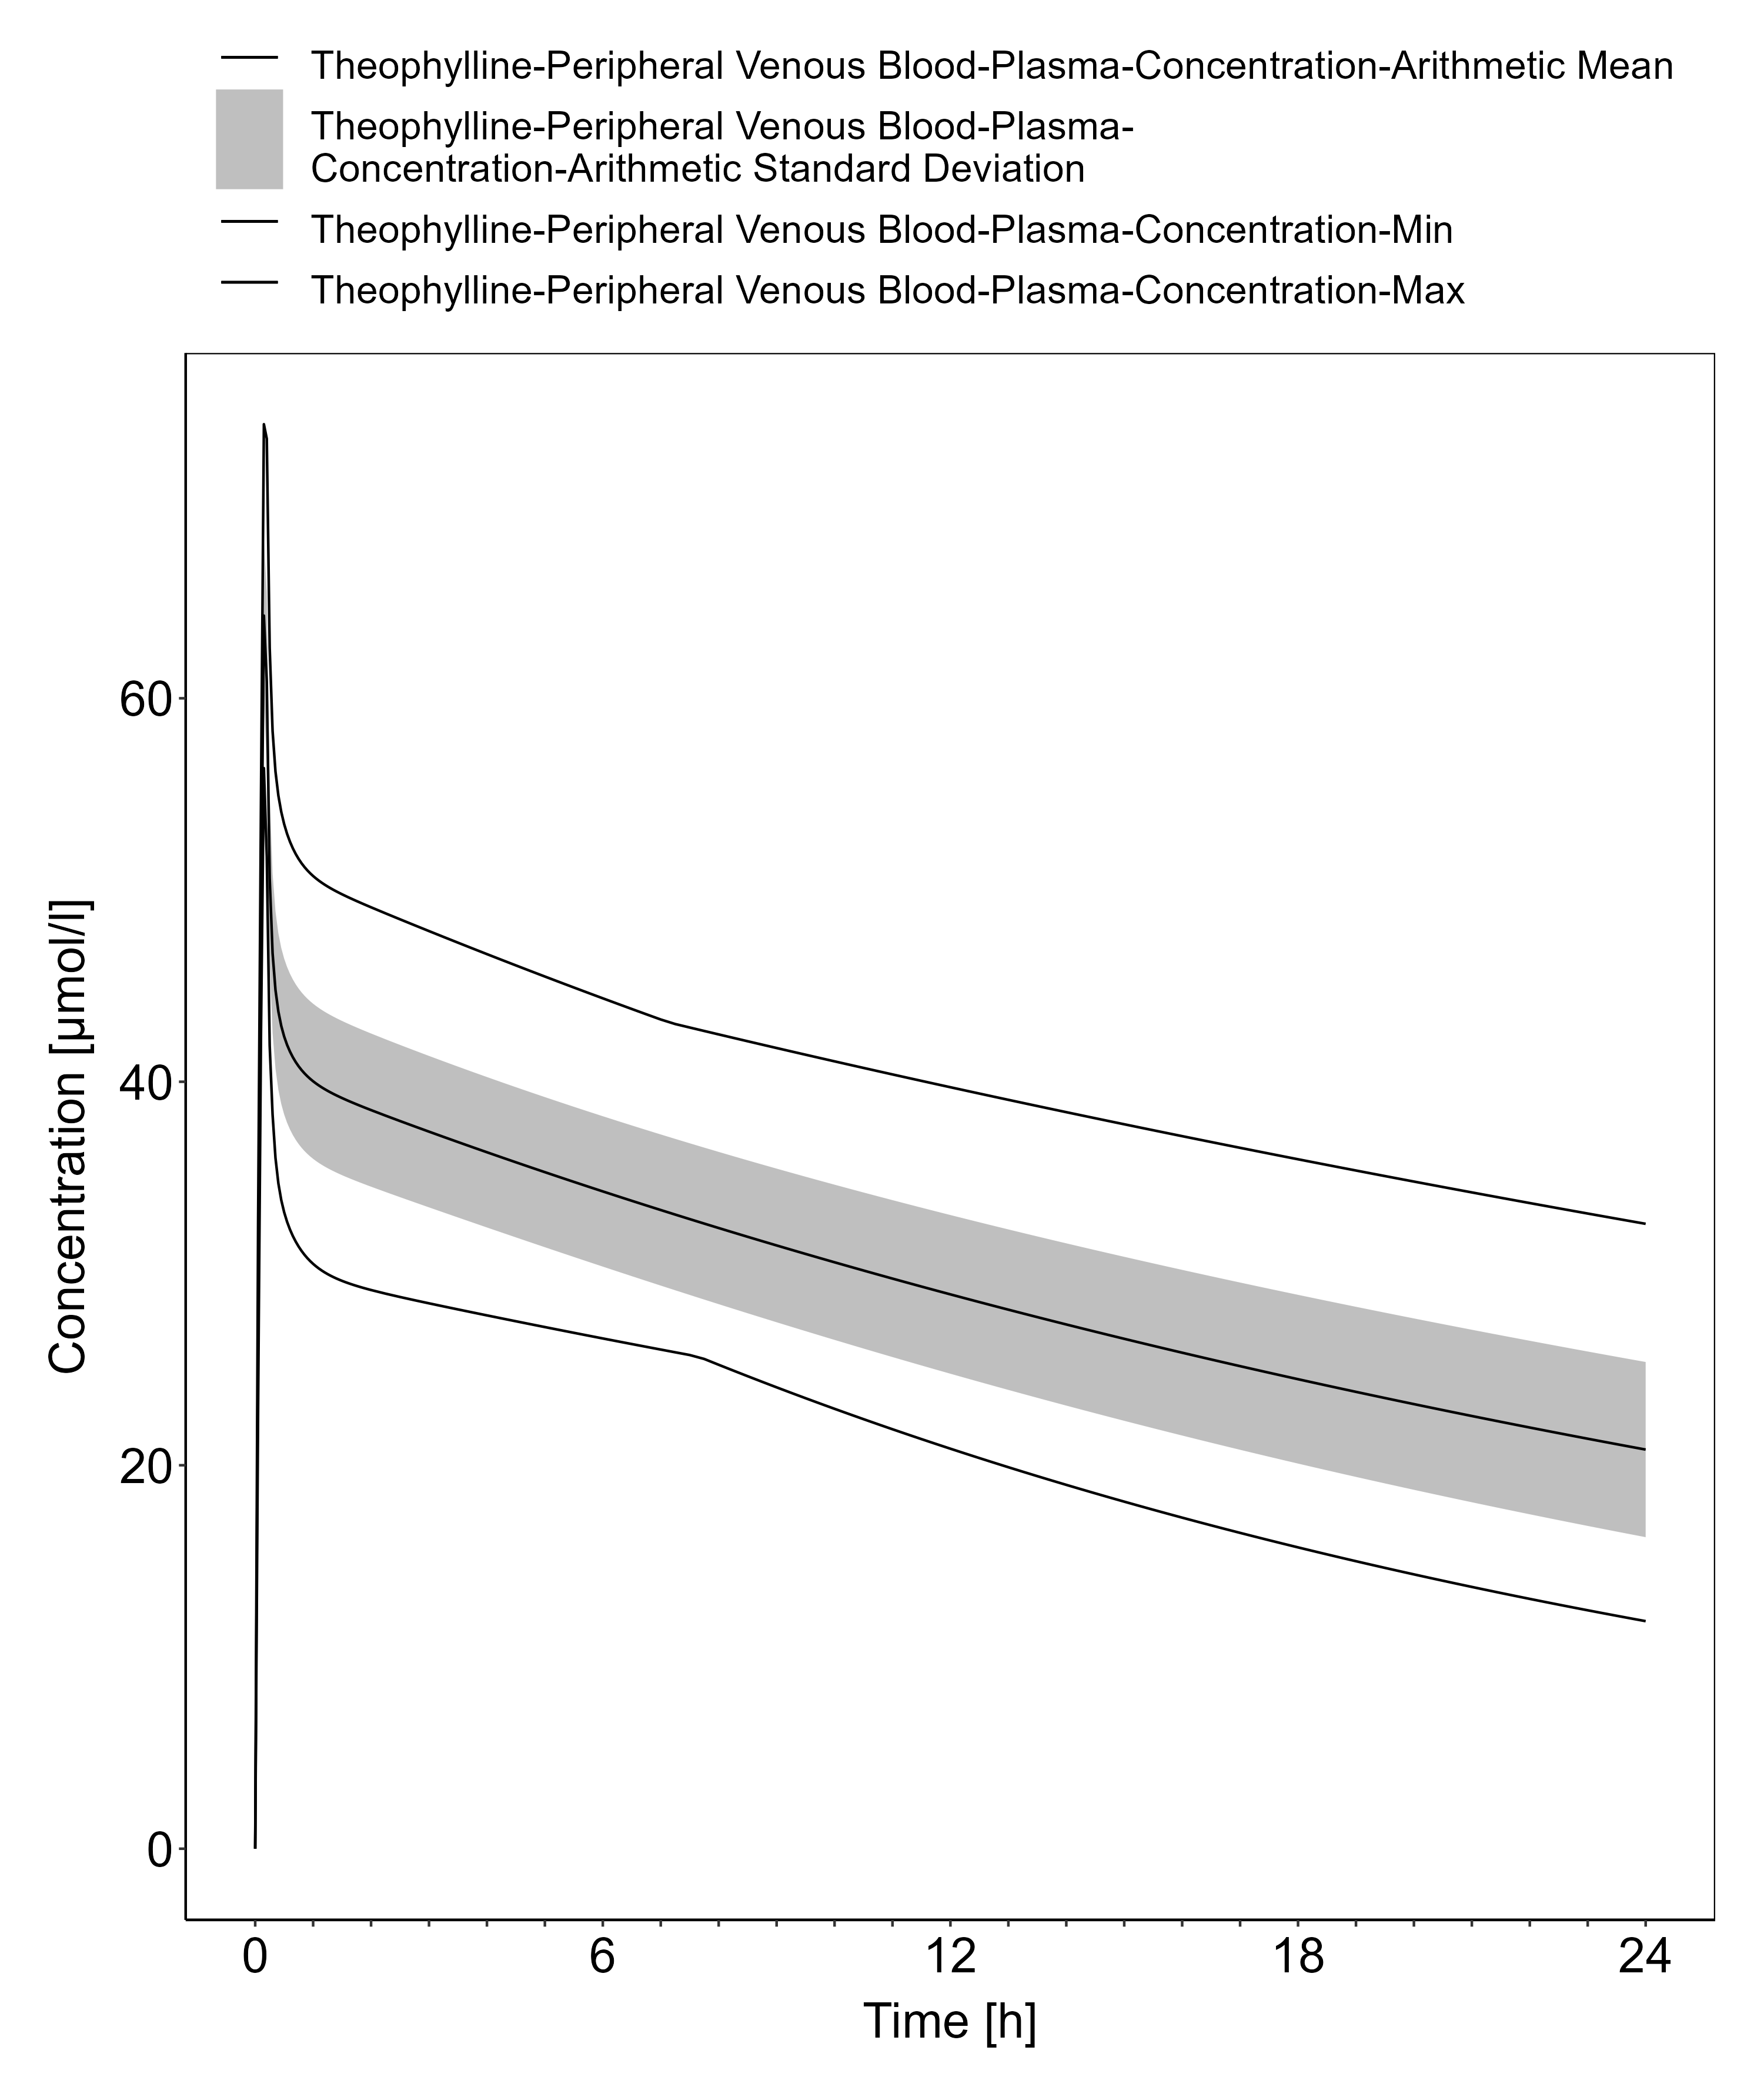 Theophylline-Peripheral Venous Blood-Plasma-Concentration-Arithmetic Mean
Theophylline-Peripheral Venous Blood-Plasma-
Concentration-Arithmetic Standard Deviation
Theophylline-Peripheral Venous Blood-Plasma-Concentration-Min
Theophylline-Peripheral Venous Blood-Plasma-Concentration-Max
Concentration [µmol/l]
60
40
20
0
0 6 12 18 24
Time [h]